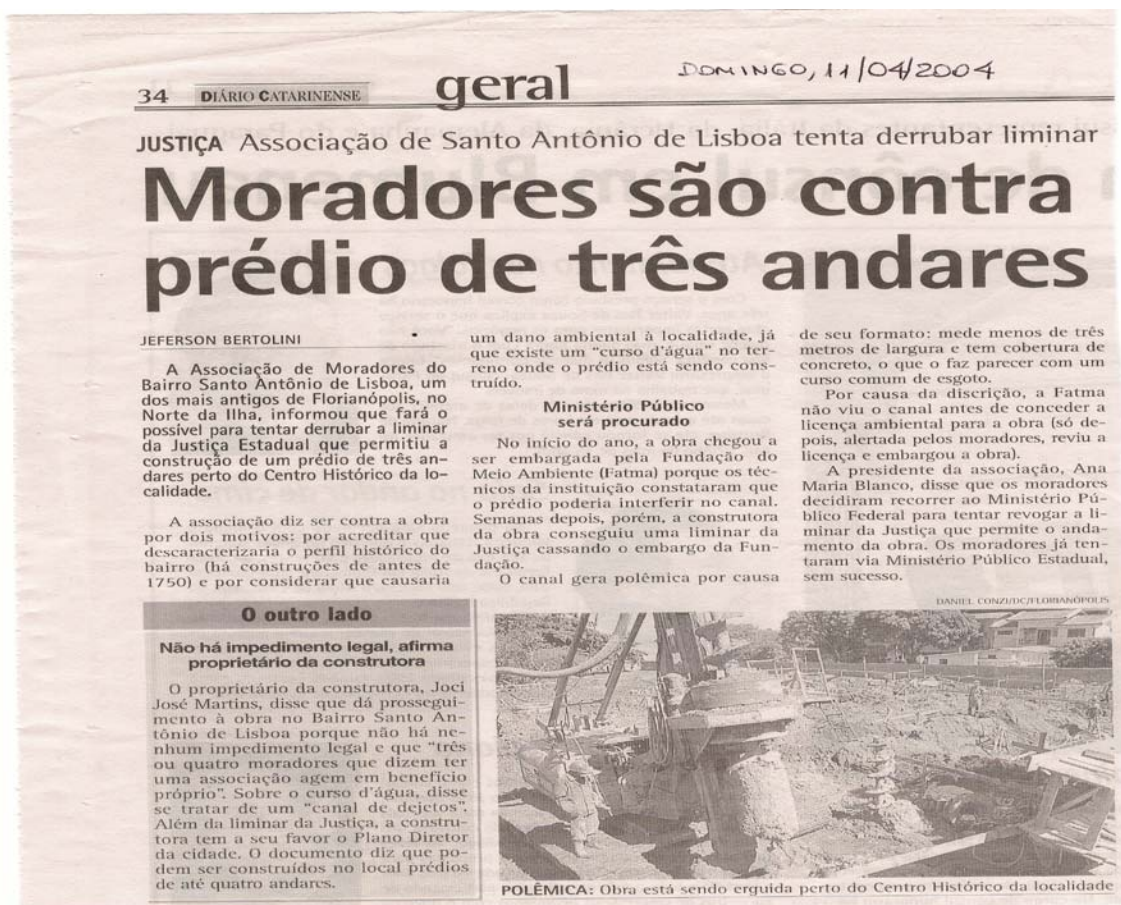 34 DIÁRIO CATARINENSE geral DOMINGO, 11/04/2004
JUSTIÇA Associação de Santo Antônio de Lisboa tenta derrubar liminar
Moradores são contra
prédio de três andares
JEFERSON BERTOLINI
A Associação de Moradores do
Bairro Santo Antônio de Lisboa, um
dos mais antigos de Florianópolis, no
Norte da Ilha, informou que fará o
possível para tentar derrubar a liminar
da Justiça Estadual que permitiu a
construção de um prédio de três an-
dares perto do Centro Histórico da lo-
calidade.
A associação diz ser contra a obra
por dois motivos: por acreditar que
descaracterizaria o perfil histórico do
bairro (há construções de antes de
1750) e por considerar que causaria
um dano ambiental à localidade, já
que existe um “curso d’água” no ter-
reno onde o prédio está sendo cons-
truído.
Ministério Público
será procurado
No início do ano, a obra chegou a
ser embargada pela Fundação do
Meio Ambiente (Fatma) porque os téc-
nicos da instituição constataram que
o prédio poderia interferir no canal.
Semanas depois, porém, a construtora
da obra conseguiu uma liminar da
Justiça cassando o embargo da Fun-
dação.
O canal gera polêmica por causa
de seu formato: mede menos de três
metros de largura e tem cobertura de
concreto, o que o faz parecer com um
curso comum de esgoto.
Por causa da discrição, a Fatma
não viu o canal antes de conceder a
licença ambiental para a obra (só de-
pois, alertada pelos moradores, reviu a
licença e embargou a obra).
A presidente da associação, Ana
Maria Blanco, disse que os moradores
decidiram recorrer ao Ministério Pú-
blico Federal para tentar revogar a li-
minar da Justiça que permite o anda-
mento da obra. Os moradores já ten-
taram via Ministério Público Estadual,
sem sucesso.
O outro lado
Não há impedimento legal, afirma
proprietário da construtora
O proprietário da construtora, Joci
José Martins, disse que dá prossegui-
mento à obra no Bairro Santo An-
tônio de Lisboa porque não há ne-
nhum impedimento legal e que “três
ou quatro moradores que dizem ter
uma associação agem em benefício
próprio”. Sobre o curso d’água, disse
se tratar de um “canal de dejetos”.
Além da liminar da Justiça, a constru-
tora tem a seu favor o Plano Diretor
da cidade. O documento diz que po-
dem ser construídos no local prédios
de até quatro andares.
DANIEL CONZI/DC/FLORIANÓPOLIS
POLÊMICA: Obra está sendo erguida perto do Centro Histórico da localidade